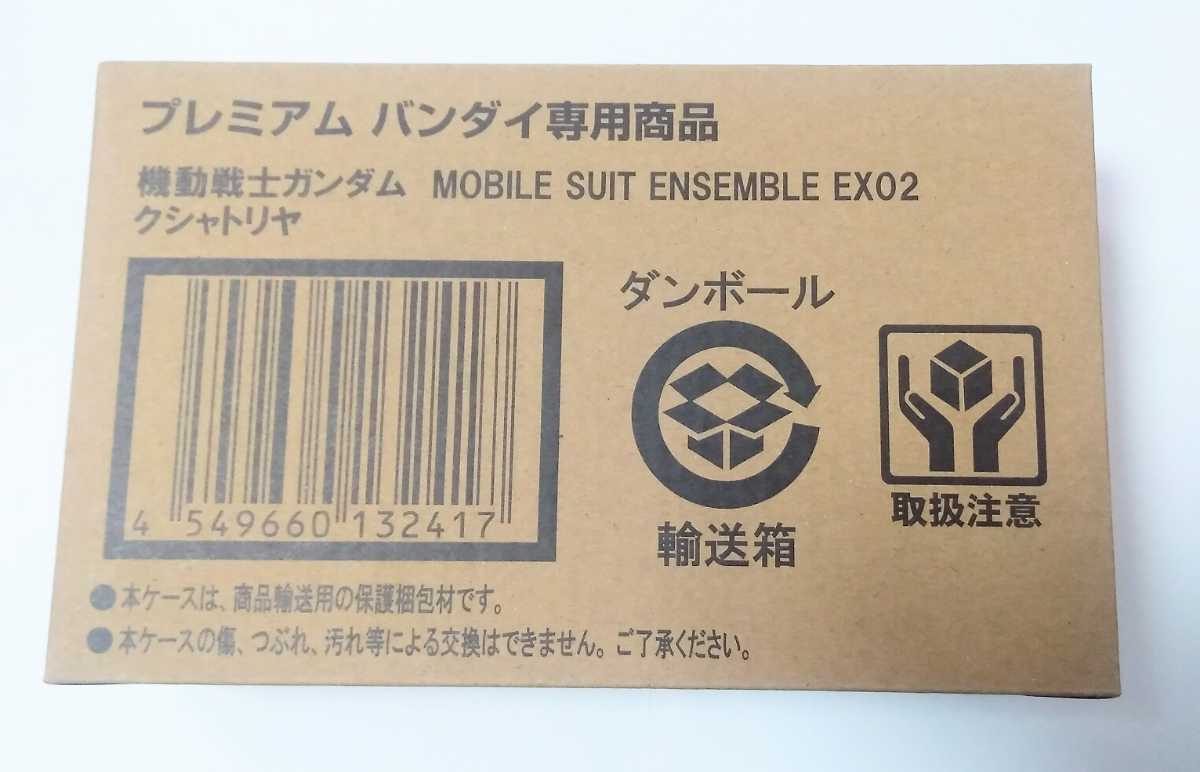 プレミアム バンダイ専用商品
機動戦士ガンダム MOBILE SUIT ENSEMBLE EX02
クシャトリヤ
ダンボール
輸送箱
取扱注意
4 549660 132417
●本ケースは、商品輸送用の保護梱包材です。
●本ケースの傷、つぶれ、汚れ等による交換はできません。ご了承ください。